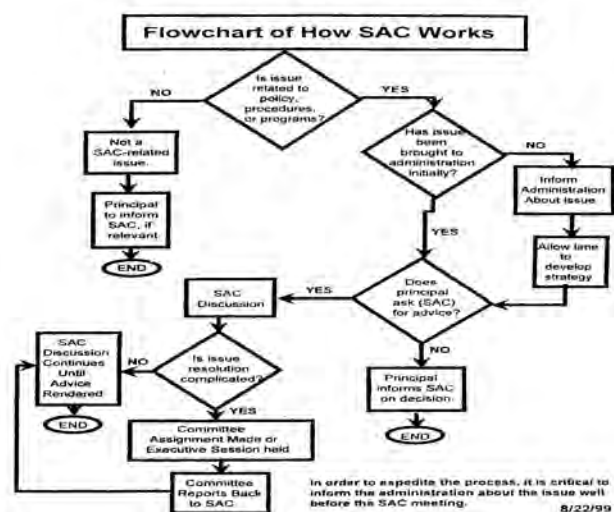 Flowchart of How SAC Works
Is issue
related to
policy,
procedures,
or programs?
NO
YES
Not a
SAC-related
issue.
Principal
to inform
SAC, if
relevant
END
Has issue
been
brought to
administration
initially?
NO
Inform
Administration
About Issue
Allow
to
develop
strategy
YES
Does
principal
ask (SAC)
for advice?
YES
SAC
Discussion
NO
Principal
informs SAC
on decision
END
Is issue
resolution
complicated?
NO
SAC
Discussion
Continues
Until
Advice
Rendered
END
YES
Committee
Assignment Made or
Executive Session held
Committee
Reports Back
to SAC
In order to expedite the process, it is critical to
inform the administration about the issue well
before the SAC meeting.
8/22/99